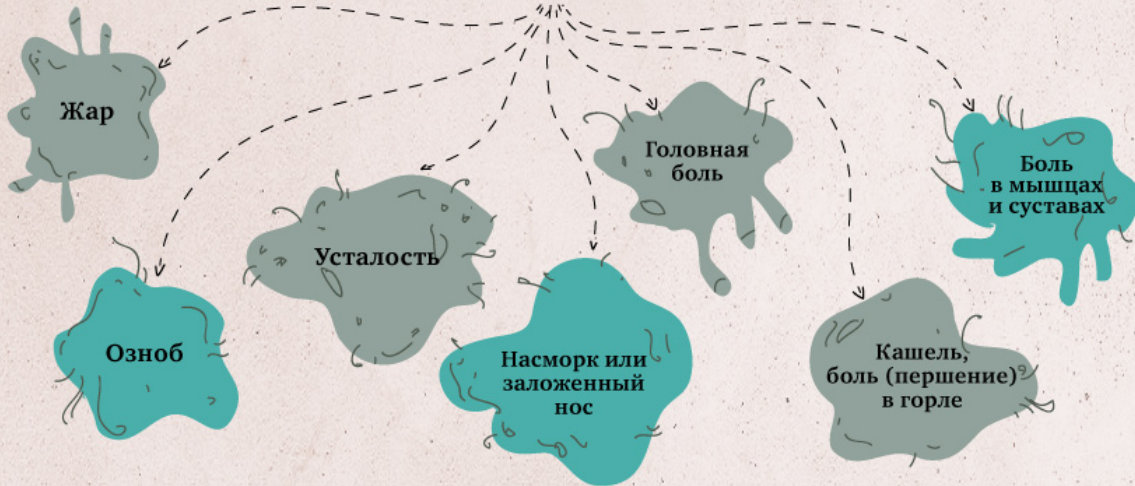 Жар
Головная
боль
Боль
в мышцах
и суставах
Усталость
Озноб
Насморк или
заложенный
нос
Кашель,
боль (першение)
в горле